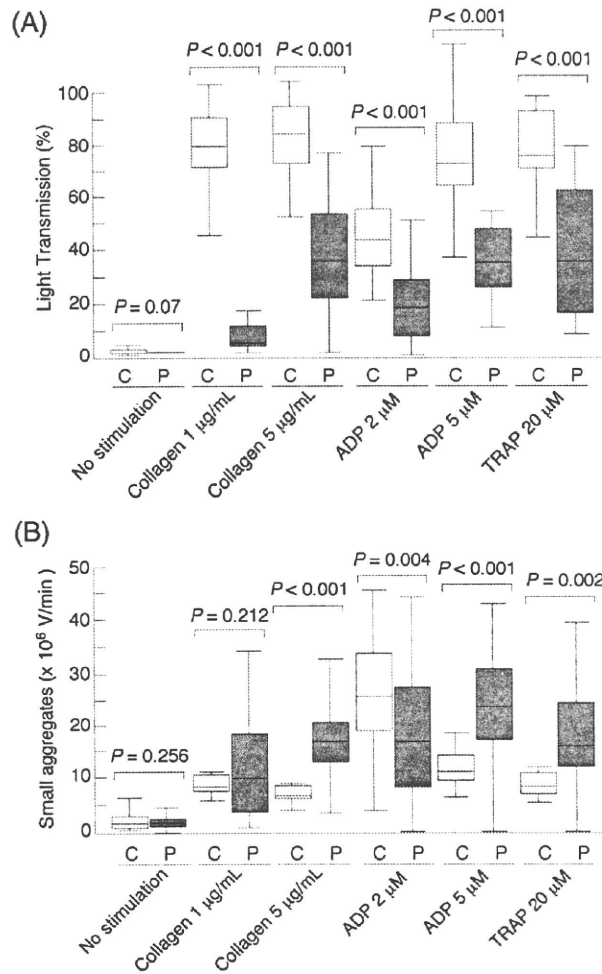 (A)
P < 0.001 P < 0.001 P < 0.001 P < 0.001 P < 0.001
P = 0.07
Light Transmission (%)
100
80
60
40
20
0
C P C P C P C P C P C P
No stimulation
Collagen 1 µg/mL
Collagen 5 µg/mL
ADP 2 µM
ADP 5 µM
TRAP 20 µM
(B)
P = 0.256 P = 0.212 P < 0.001 P = 0.004 P < 0.001 P = 0.002
Small aggregates (x 10⁶ V/min)
50
40
30
20
10
0
C P C P C P C P C P C P
No stimulation
Collagen 1 µg/mL
Collagen 5 µg/mL
ADP 2 µM
ADP 5 µM
TRAP 20 µM